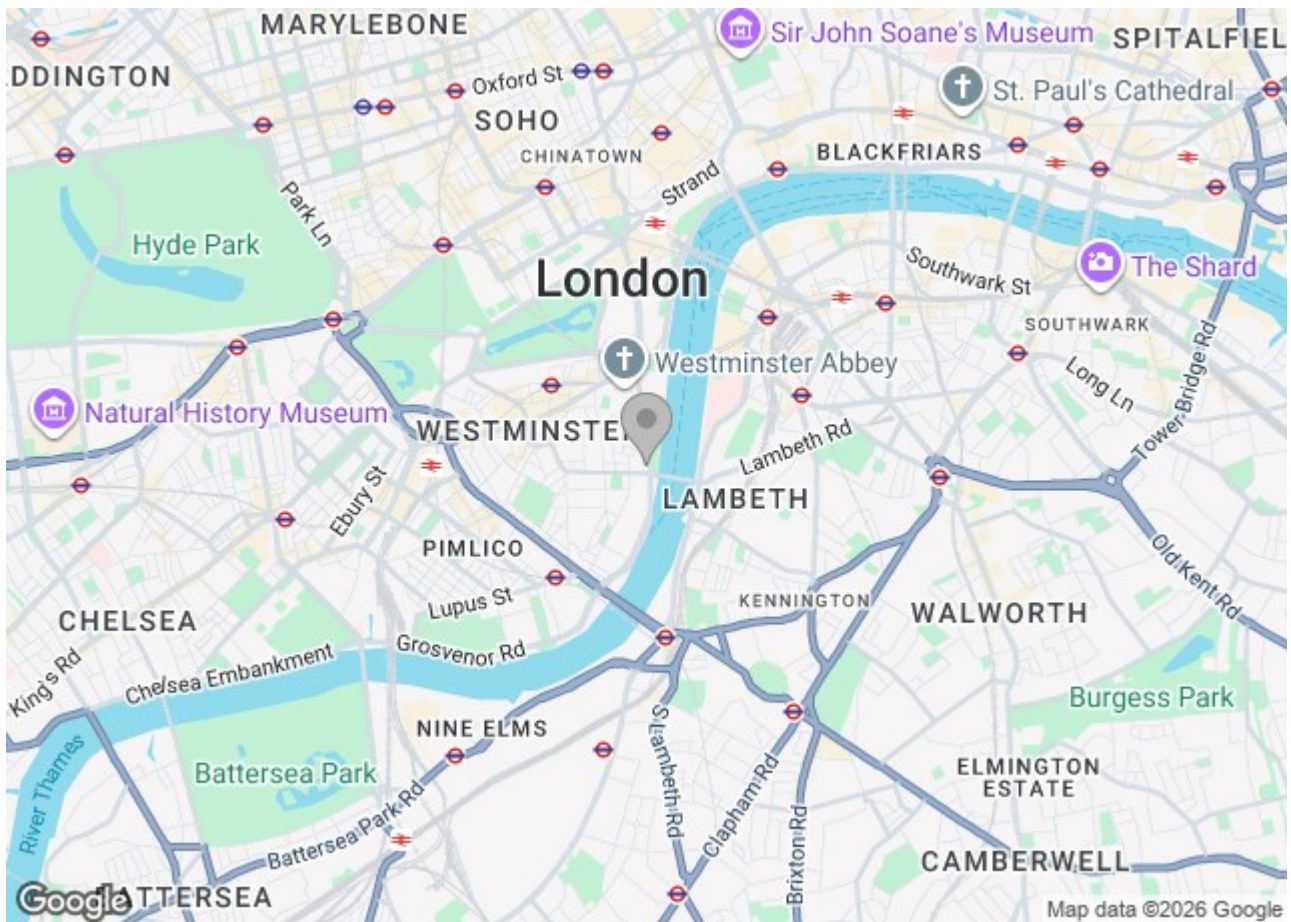 MARYLEBONE
Sir John Soane's Museum
SPITALFIEL
ADDINGTON
Oxford St
St. Paul's Cathedral
SOHO
CHINATOWN
BLACKFRIARS
Park Ln
Strand
Hyde Park
London
Southwark St
The Shard
SOUTHWARK
Westminster Abbey
Long Ln
Tower Bridge Rd
Natural History Museum
WESTMINSTE
Lambeth Rd
Ebury St
LAMBETH
PIMLICO
Old Kent Rd
Lupus St
KENNINGTON
WALWORTH
CHELSEA
Grosvenor Rd
Chelsea Embankment
King's Rd
Burgess Park
NINE ELMS
S Lambeth Rd
Battersea Park
River Thames
Clapham Rd
ELMINGTON
ESTATE
Battersea Park Rd
Brixton Rd
CAMBERWELL
Google
ATTERSEA
Map data ©2026 Google